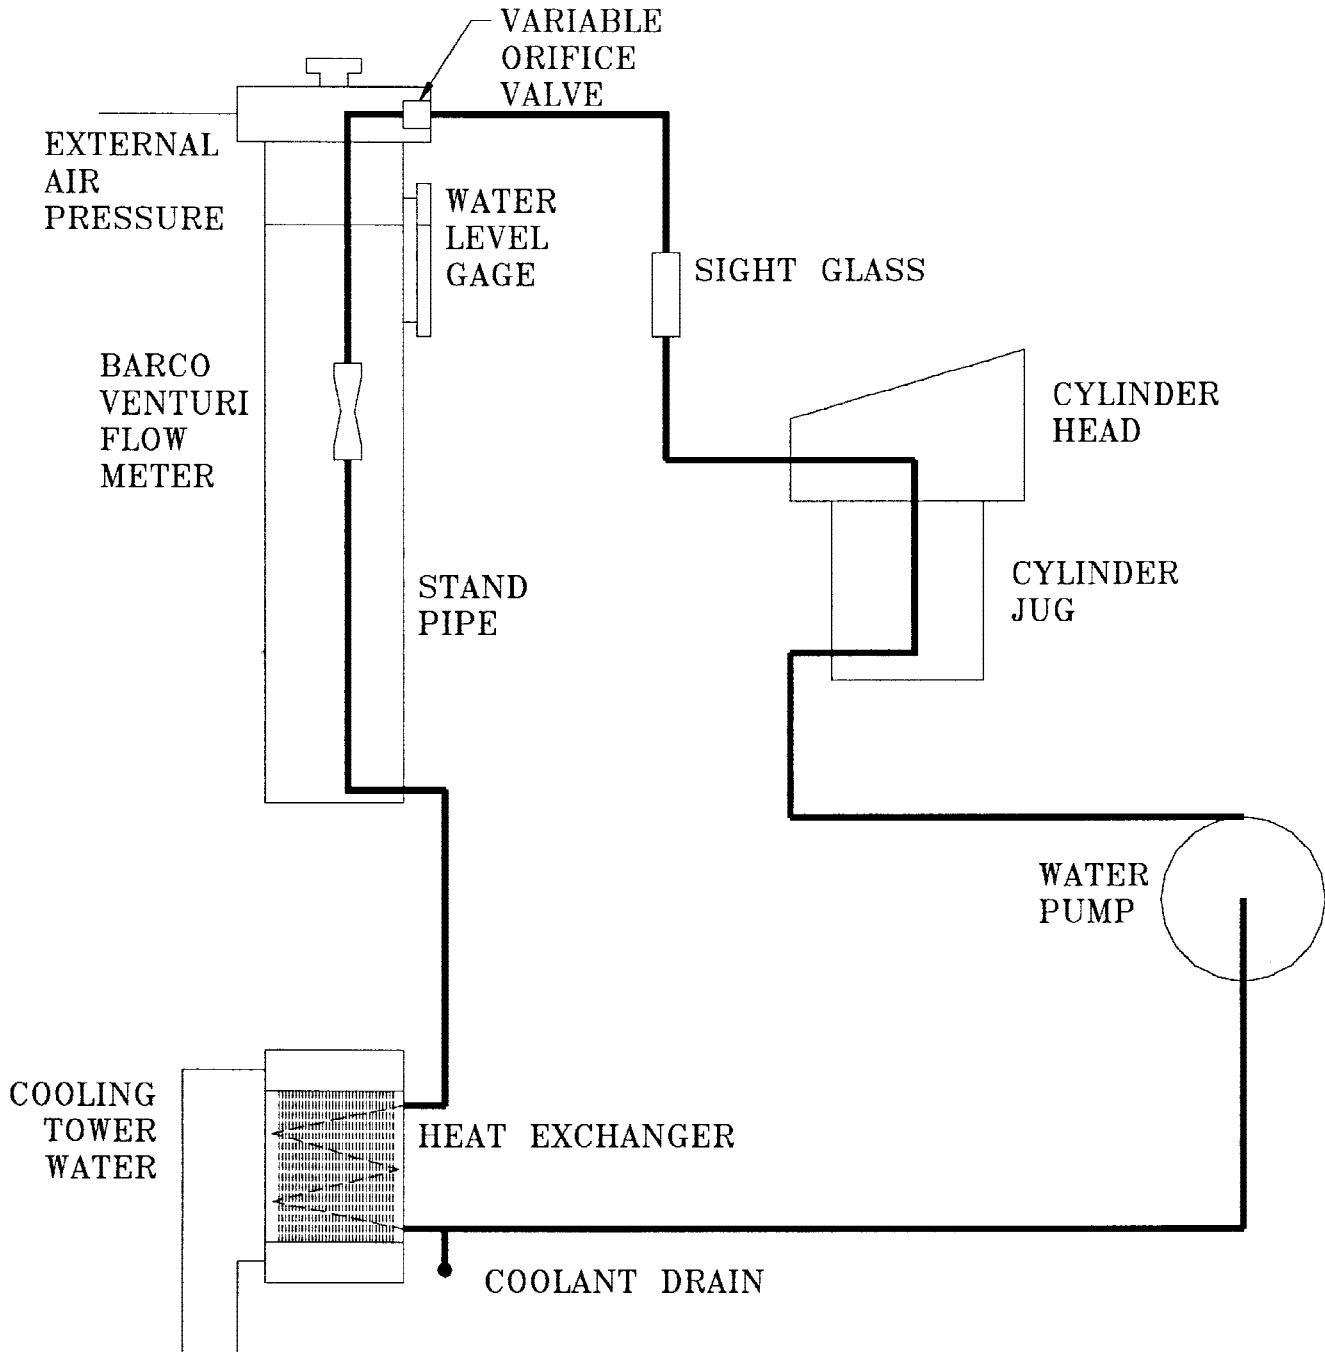 VARIABLE
ORIFICE
VALVE
EXTERNAL
AIR
PRESSURE
WATER
LEVEL
GAGE
SIGHT GLASS
BARCO
VENTURI
FLOW
METER
CYLINDER
HEAD
STAND
PIPE
CYLINDER
JUG
WATER
PUMP
COOLING
TOWER
WATER
HEAT EXCHANGER
COOLANT DRAIN